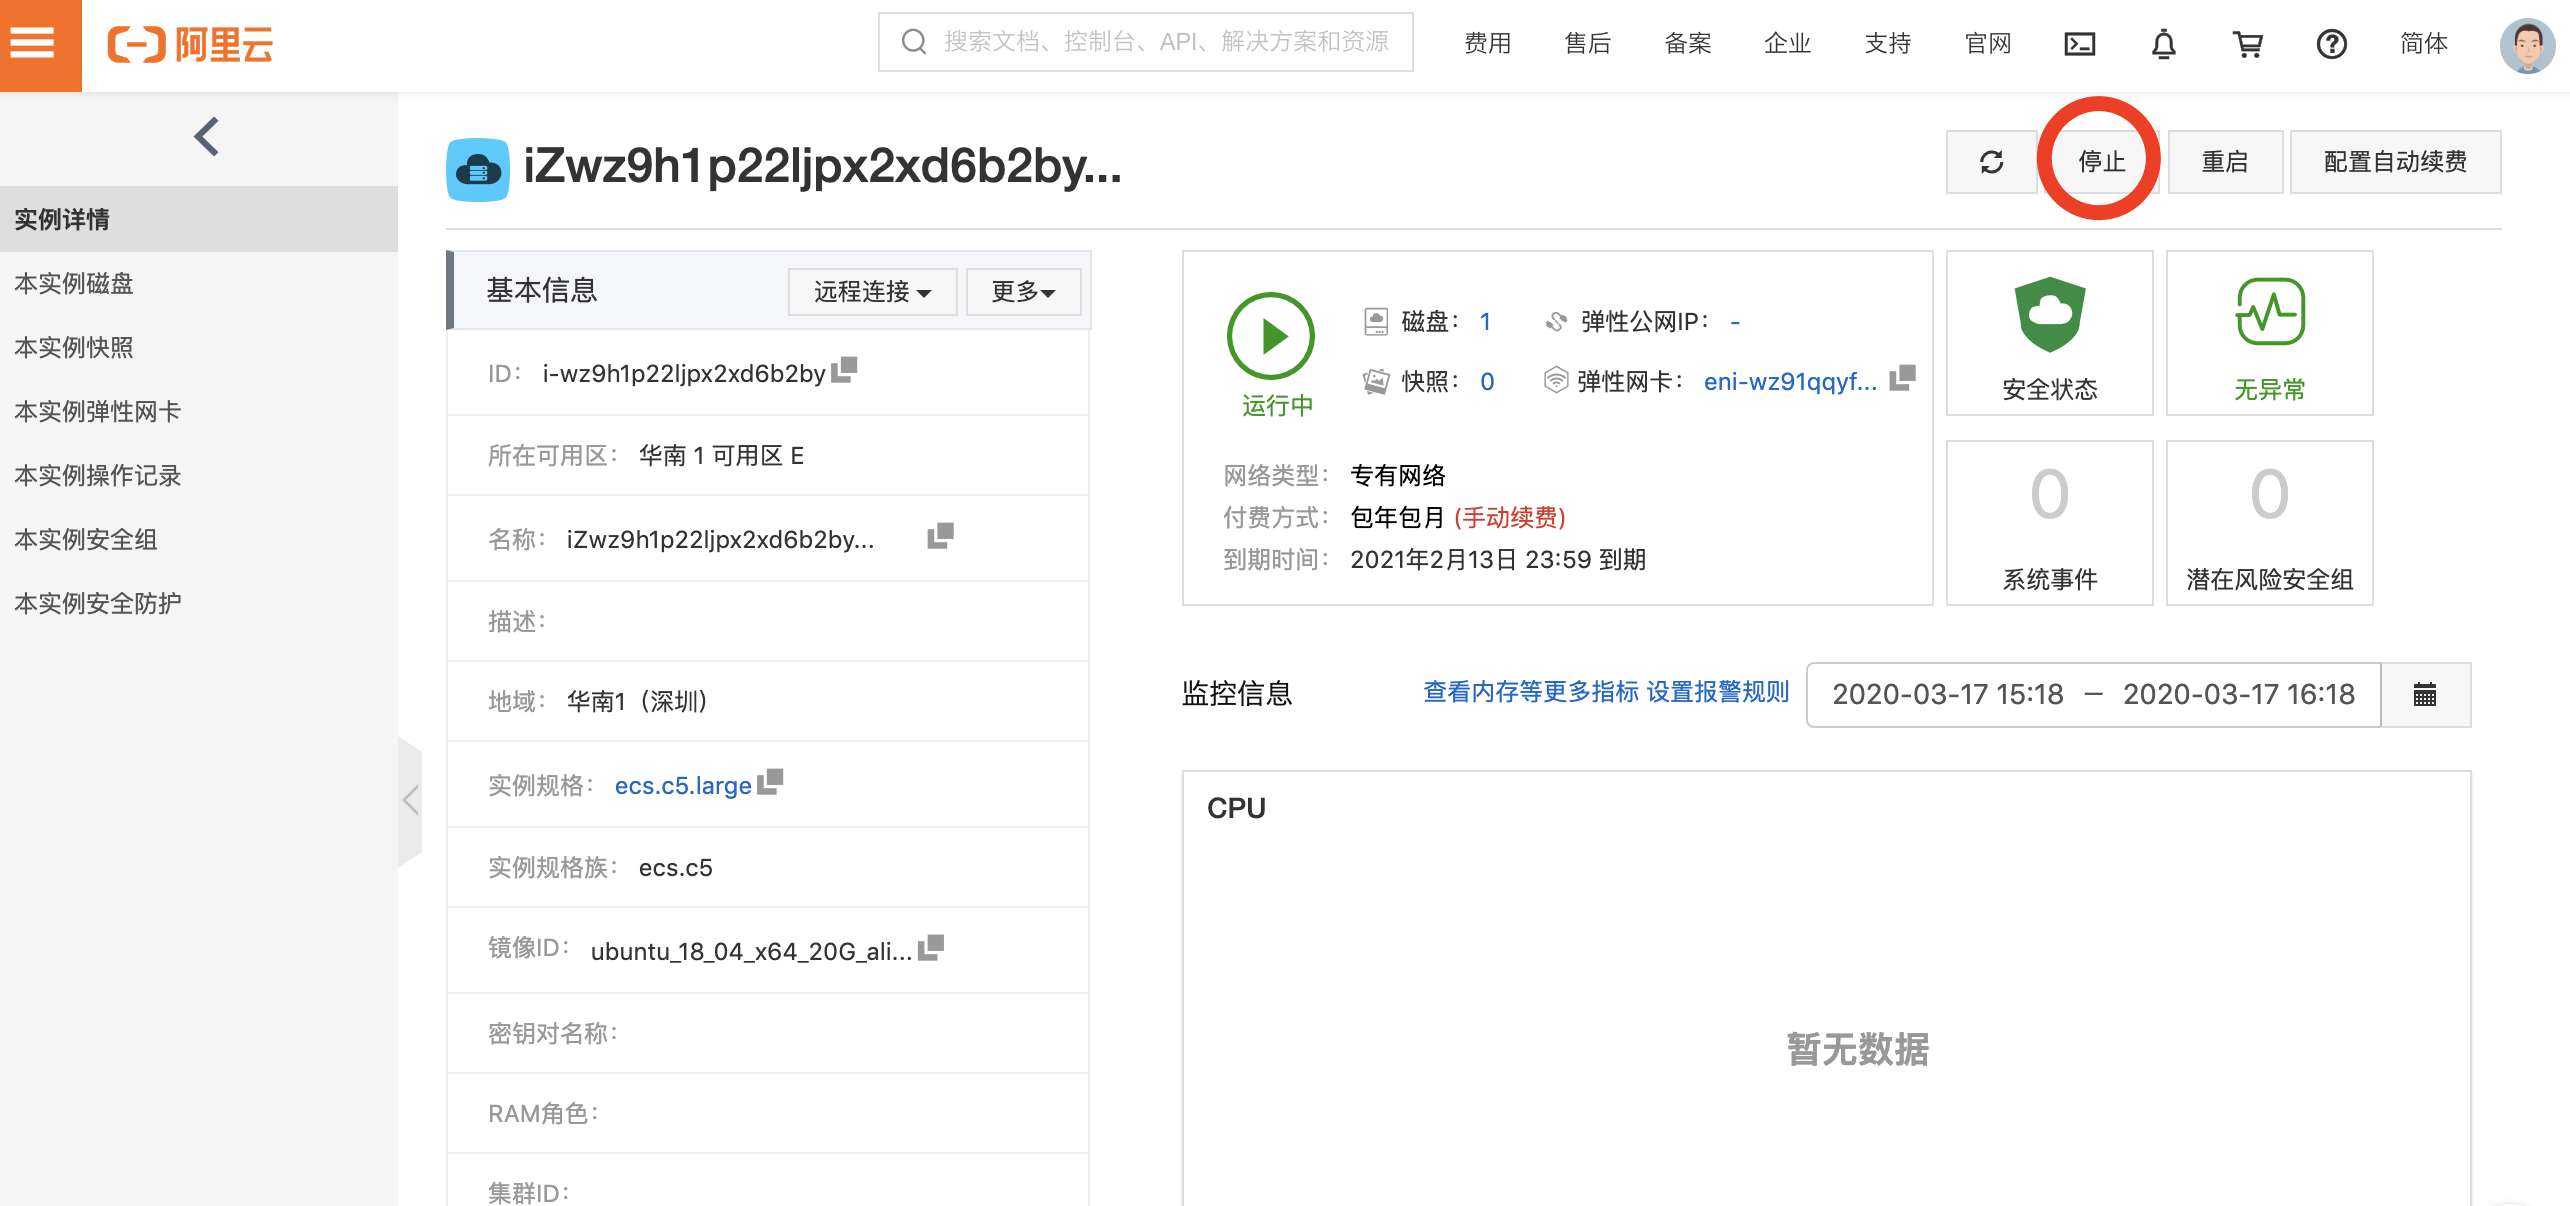 阿里云
搜索文档、控制台、API、解决方案和资源
费用 售后 备案 企业 支持 官网 简体
iZwz9h1p22ljpx2xd6b2by...
停止 重启 配置自动续费
实例详情
本实例磁盘
本实例快照
本实例弹性网卡
本实例操作记录
本实例安全组
本实例安全防护
基本信息 远程连接 更多
ID： i-wz9h1p22ljpx2xd6b2by
所在可用区： 华南 1 可用区 E
名称： iZwz9h1p22ljpx2xd6b2by...
描述：
地域： 华南1（深圳）
实例规格： ecs.c5.large
实例规格族： ecs.c5
镜像ID： ubuntu_18_04_x64_20G_ali...
密钥对名称：
RAM角色：
集群ID：
运行中
磁盘： 1 弹性公网IP： -
快照： 0 弹性网卡： eni-wz91qqyf...
网络类型： 专有网络
付费方式： 包年包月 (手动续费)
到期时间： 2021年2月13日 23:59 到期
安全状态
无异常
0
系统事件
0
潜在风险安全组
监控信息 查看内存等更多指标 设置报警规则 2020-03-17 15:18 – 2020-03-17 16:18
CPU
暂无数据